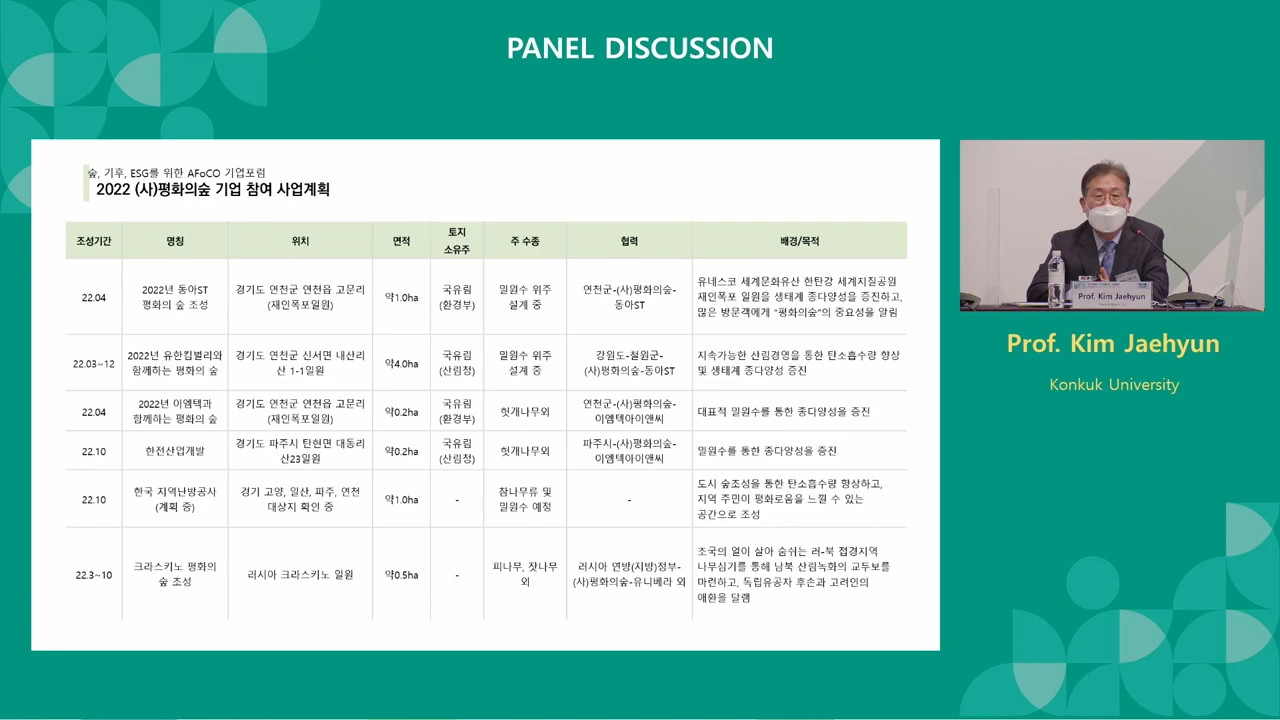 PANEL DISCUSSION
숲, 기후, ESG를 위한 AFoCO 기업포럼
2022 (사)평화의숲 기업 참여 사업계획
조성기간 명칭 위치 면적 토지 소유주 주 수종 협력 배경/목적
22.04
2022년 동아ST
평화의 숲 조성
경기도 연천군 연천읍 고문리
(재인폭포일원)
약1.0ha
국유림
(환경부)
밀원수 위주
설계 중
연천군-(사)평화의숲-
동아ST
유네스코 세계문화유산 한탄강 세계지질공원
재인폭포 일원을 생태계 종다양성을 증진하고,
많은 방문객에게 "평화의숲"의 중요성을 알림
22.03~12
2022년 유한킴벌리와
함께하는 평화의 숲
경기도 연천군 신서면 내산리
산 1-1일원
약4.0ha
국유림
(산림청)
밀원수 위주
설계 중
강원도-철원군-
(사)평화의숲-동아ST
지속가능한 산림경영을 통한 탄소흡수량 향상
및 생태계 종다양성 증진
22.04
2022년 이엠텍과
함께하는 평화의 숲
경기도 연천군 연천읍 고문리
(재인폭포일원)
약0.2ha
국유림
(환경부)
헛개나무외
연천군-(사)평화의숲-
이엠텍아이앤씨
대표적 밀원수를 통한 종다양성을 증진
22.10
한전산업개발
경기도 파주시 탄현면 대동리
산23일원
약0.2ha
국유림
(산림청)
헛개나무외
파주시-(사)평화의숲-
이엠텍아이앤씨
밀원수를 통한 종다양성을 증진
22.10
한국 지역난방공사
(계획 중)
경기 고양, 일산, 파주, 연천
대상지 확인 중
약1.0ha
-
참나무류 및
밀원수 예정
-
도시 숲조성을 통한 탄소흡수량 향상하고,
지역 주민이 평화로움을 느낄 수 있는
공간으로 조성
22.3~10
크라스키노 평화의
숲 조성
러시아 크라스키노 일원
약0.5ha
-
피나무, 잣나무
외
러시아 연방(지방)정부-
(사)평화의숲-유니베라 외
조국의 얼이 살아 숨쉬는 러-북 접경지역
나무심기를 통해 남북 산림녹화의 교두보를
마련하고, 독립유공자 후손과 고려인의
애환을 달램
Prof. Kim Jaehyun
Prof. Kim Jaehyun
Konkuk University